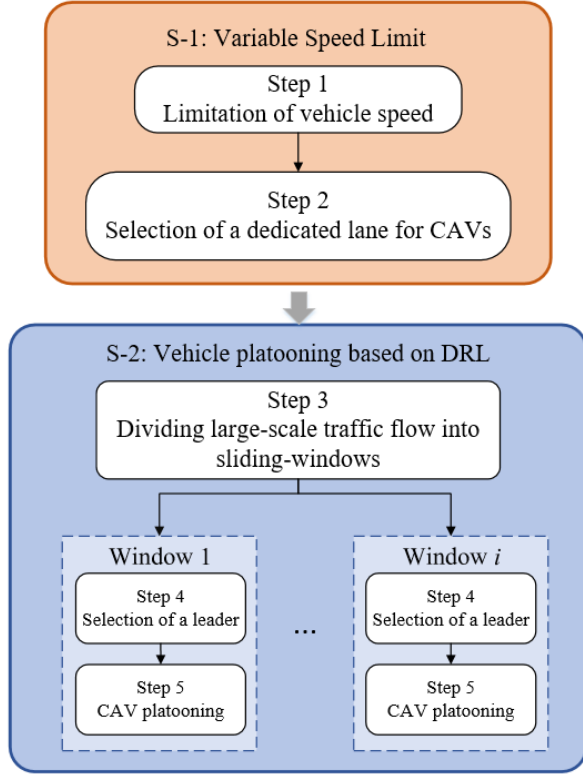 S-1: Variable Speed Limit
Step 1
Limitation of vehicle speed
Step 2
Selection of a dedicated lane for CAVs
S-2: Vehicle platooning based on DRL
Step 3
Dividing large-scale traffic flow into
sliding-windows
Window 1
Step 4
Selection of a leader
Step 5
CAV platooning
...
Window i
Step 4
Selection of a leader
Step 5
CAV platooning